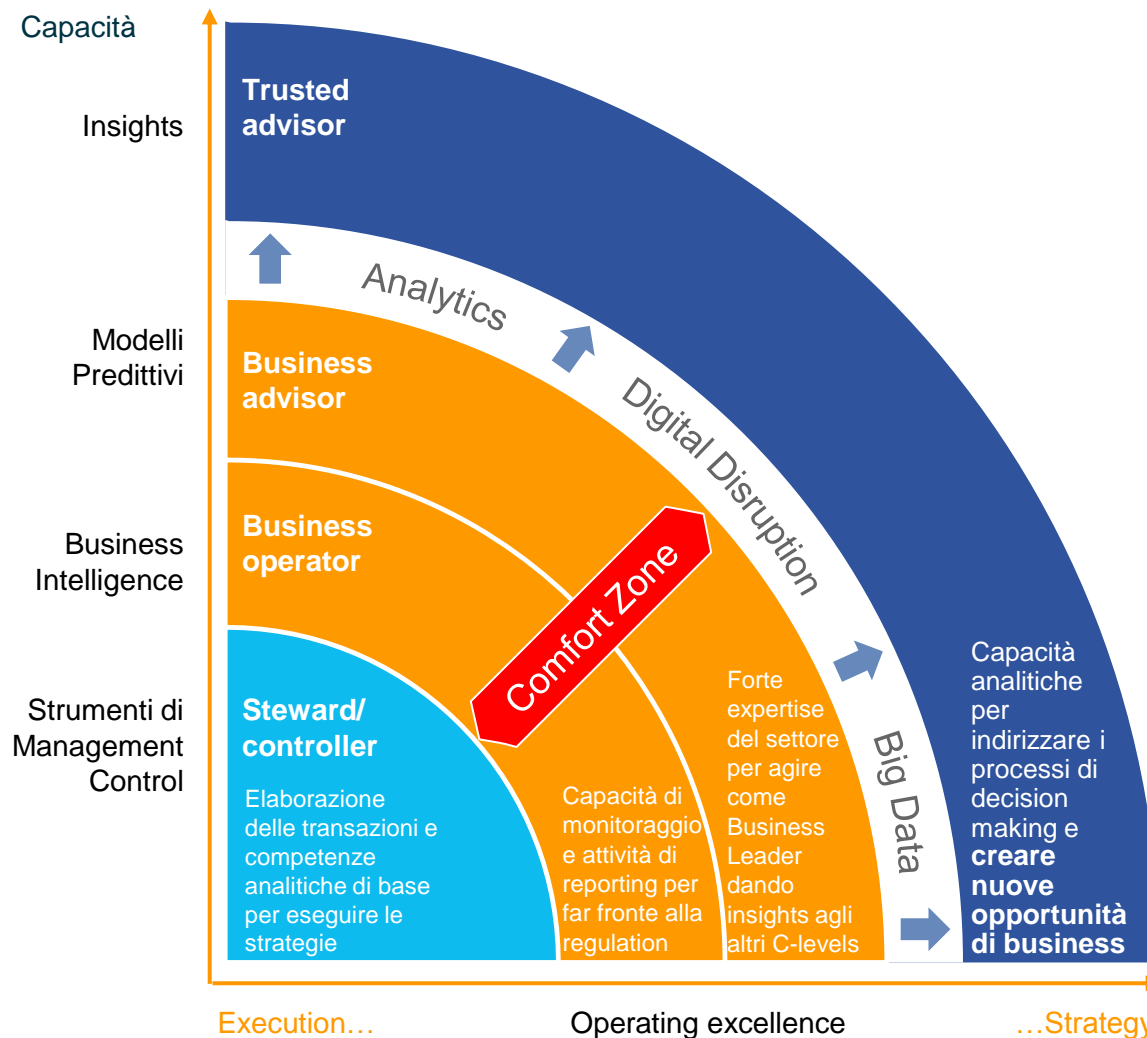 Capacità
Insights
Trusted
advisor
Analytics
Modelli
Predittivi
Business
advisor
Digital Disruption
Business
Intelligence
Business
operator
Comfort Zone
Strumenti di
Management
Control
Steward/
controller
Elaborazione
delle transazioni e
competenze
analitiche di base
per eseguire le
strategie
Capacità di
monitoraggio
e attività di
reporting per
far fronte alla
regulation
Forte
expertise
del settore
per agire
come
Business
Leader
dando
insights agli
altri C-levels
Big Data
Capacità
analitiche
per
indirizzare i
processi di
decision
making e
creare
nuove
opportunità
di business
Execution…
Operating excellence
…Strategy